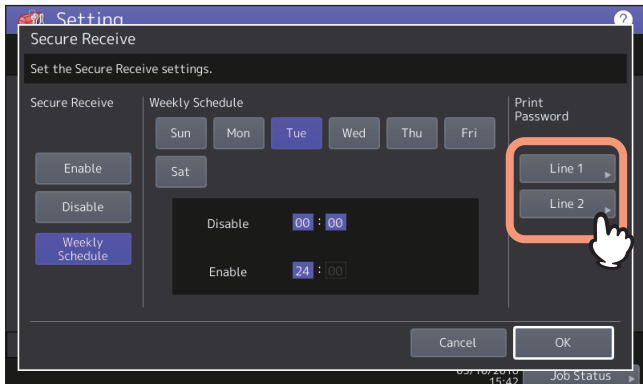 Setting
?
Secure Receive
Set the Secure Receive settings.
Secure Receive
Enable
Disable
Weekly
Schedule
Weekly Schedule
Sun Mon Tue Wed Thu Fri
Sat
Disable 00 : 00
Enable 24 : 00
Print
Password
Line 1
Line 2
Cancel OK
15:42 Job Status